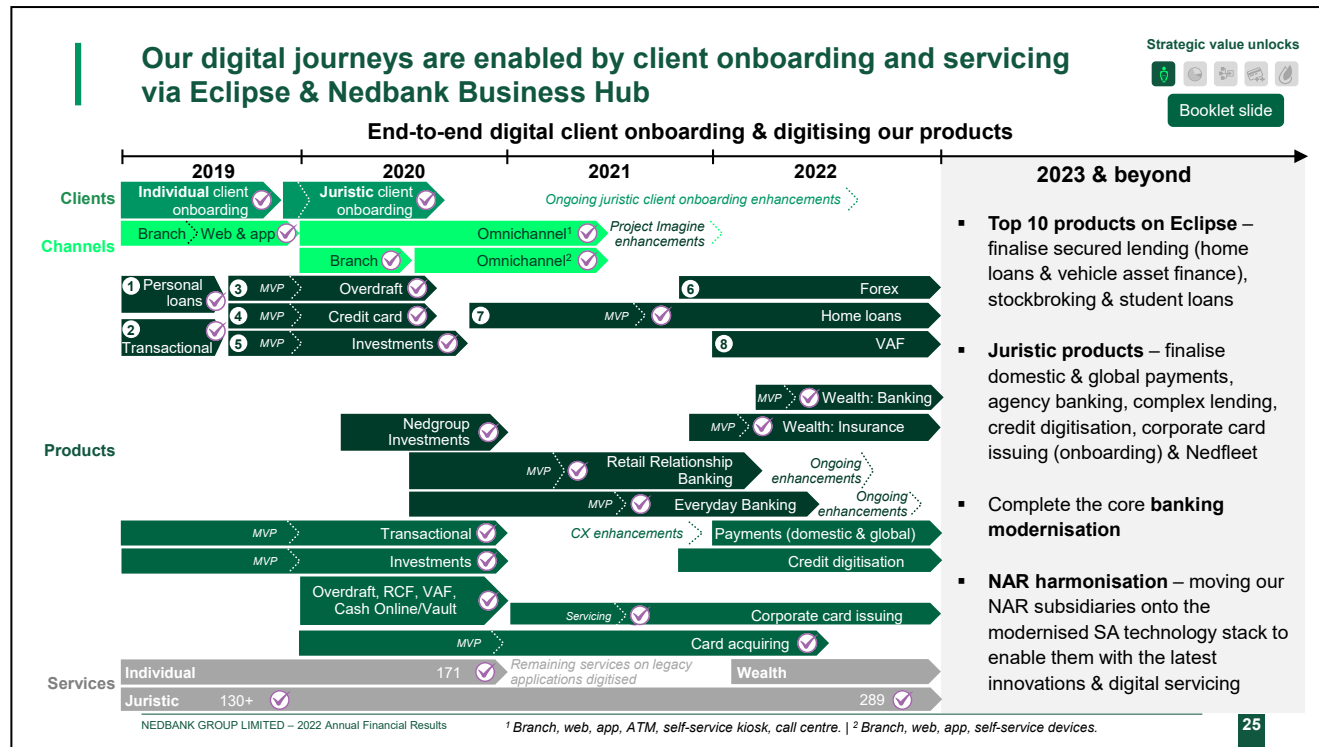 Our digital journeys are enabled by client onboarding and servicing
via Eclipse & Nedbank Business Hub
Strategic value unlocks
Booklet slide
End-to-end digital client onboarding & digitising our products
2019
2020
2021
2022
2023 & beyond
Clients
Individual client
onboarding
Juristic client
onboarding
Ongoing juristic client onboarding enhancements
Channels
Branch
Web & app
Omnichannel¹
Project Imagine
enhancements
Branch
Omnichannel²
Products
1 Personal
loans
3 MVP Overdraft
6 Forex
4 MVP Credit card
7 MVP Home loans
2
Transactional
5 MVP Investments
8 VAF
MVP Wealth: Banking
Nedgroup
Investments
MVP Wealth: Insurance
MVP Retail Relationship
Banking
Ongoing
enhancements
MVP Everyday Banking
Ongoing
enhancements
MVP Transactional
CX enhancements
Payments (domestic & global)
MVP Investments
Credit digitisation
Overdraft, RCF, VAF,
Cash Online/Vault
Servicing Corporate card issuing
MVP Card acquiring
Services
Individual 171
Remaining services on legacy
applications digitised
Wealth
Juristic 130+ 289
▪ Top 10 products on Eclipse –
finalise secured lending (home
loans & vehicle asset finance),
stockbroking & student loans
▪ Juristic products – finalise
domestic & global payments,
agency banking, complex lending,
credit digitisation, corporate card
issuing (onboarding) & Nedfleet
▪ Complete the core banking
modernisation
▪ NAR harmonisation – moving our
NAR subsidiaries onto the
modernised SA technology stack to
enable them with the latest
innovations & digital servicing
NEDBANK GROUP LIMITED – 2022 Annual Financial Results
¹ Branch, web, app, ATM, self-service kiosk, call centre. | ² Branch, web, app, self-service devices.
25